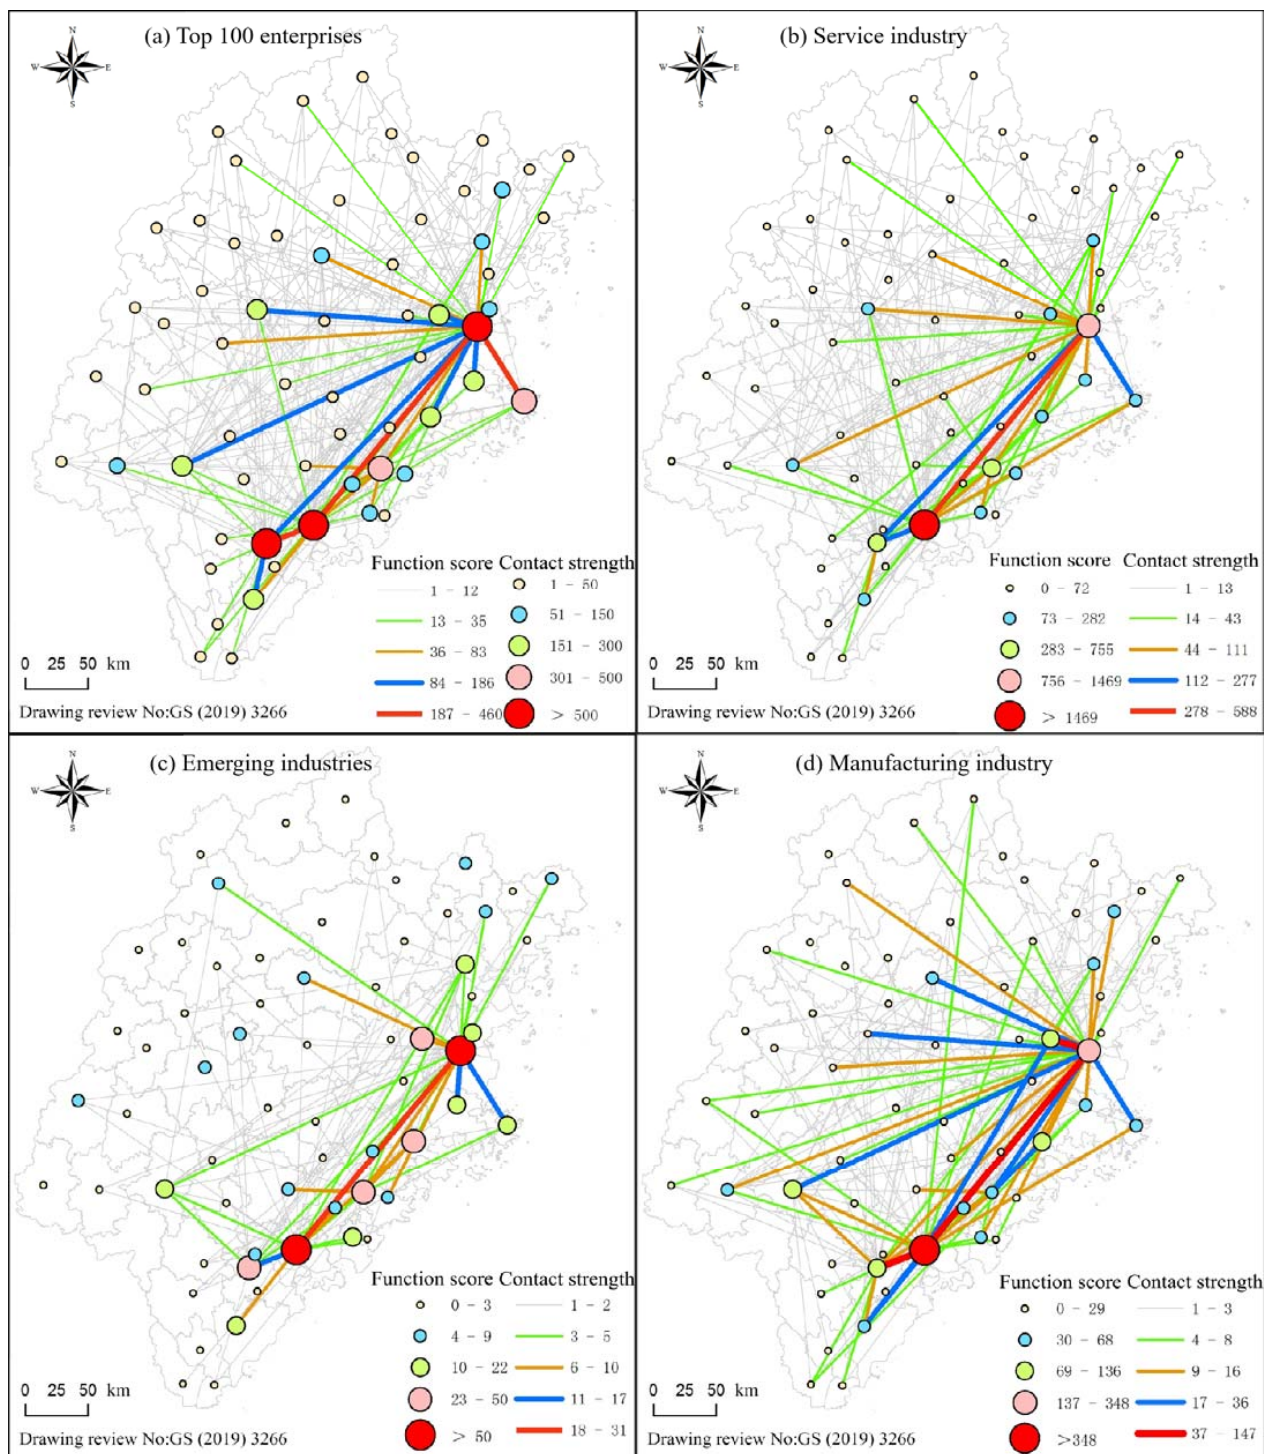 (a) Top 100 enterprises
N
W E
S
Function score Contact strength
1 - 12 1 - 50
13 - 35 51 - 150
36 - 83 151 - 300
84 - 186 301 - 500
187 - 460 > 500
0 25 50 km
Drawing review No:GS (2019) 3266
(b) Service industry
N
W E
S
Function score Contact strength
0 - 72 1 - 13
73 - 282 14 - 43
283 - 755 44 - 111
756 - 1469 112 - 277
> 1469 278 - 588
0 25 50 km
Drawing review No:GS (2019) 3266
(c) Emerging industries
N
W E
S
Function score Contact strength
0 - 3 1 - 2
4 - 9 3 - 5
10 - 22 6 - 10
23 - 50 11 - 17
> 50 18 - 31
0 25 50 km
Drawing review No:GS (2019) 3266
(d) Manufacturing industry
N
W E
S
Function score Contact strength
0 - 29 1 - 3
30 - 68 4 - 8
69 - 136 9 - 16
137 - 348 17 - 36
>348 37 - 147
0 25 50 km
Drawing review No:GS (2019) 3266